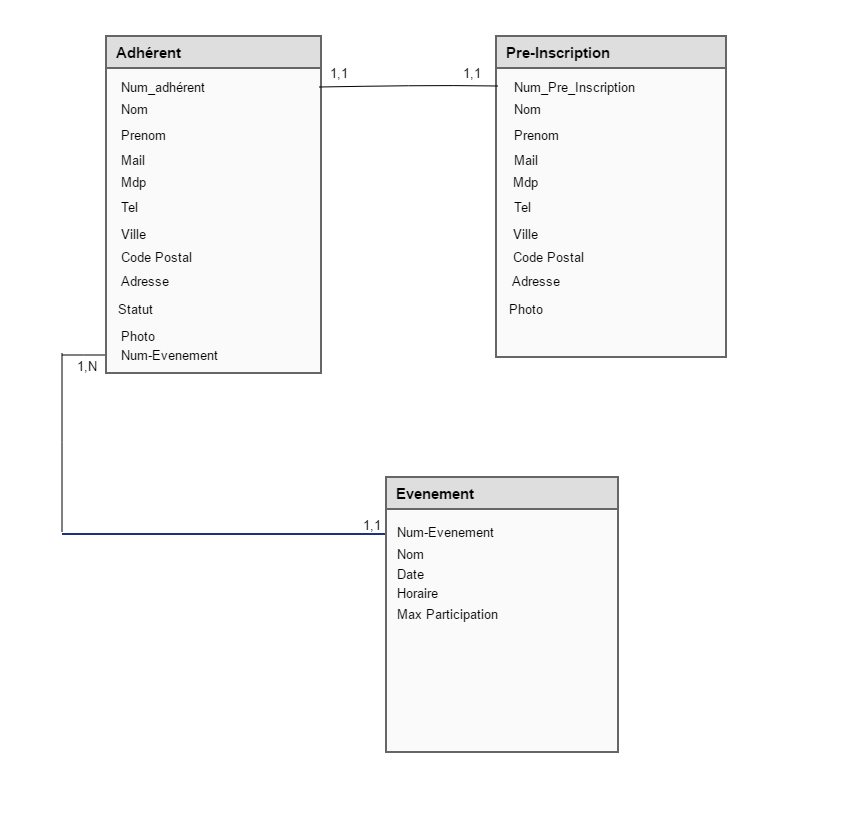 Adhérent
Num_adhérent
Nom
Prenom
Mail
Mdp
Tel
Ville
Code Postal
Adresse
Statut
Photo
Num-Evenement
1,1
1,1
Pre-Inscription
Num_Pre_Inscription
Nom
Prenom
Mail
Mdp
Tel
Ville
Code Postal
Adresse
Photo
1,N
1,1
Evenement
Num-Evenement
Nom
Date
Horaire
Max Participation